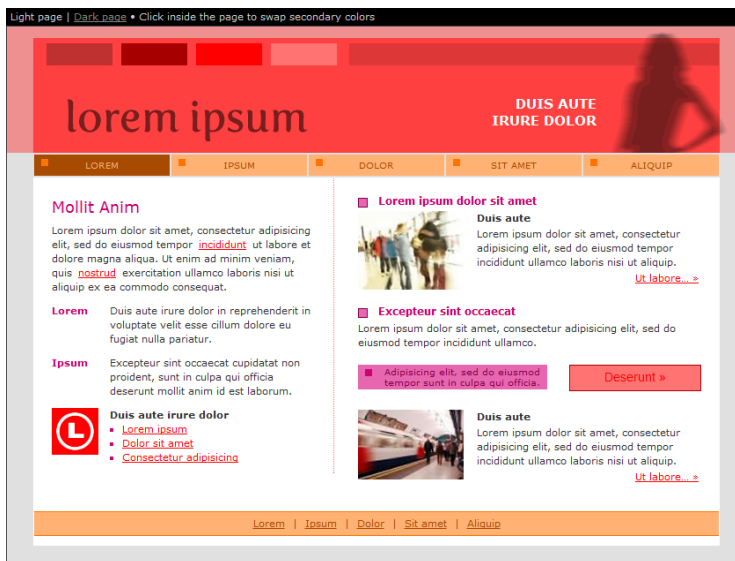 Light page | Dark page • Click inside the page to swap secondary colors
lorem ipsum
DUIS AUTE
IRURE DOLOR
LOREM
IPSUM
DOLOR
SIT AMET
ALIQUIP
Mollit Anim
Lorem ipsum dolor sit amet, consectetur adipisicing
elit, sed do eiusmod tempor incididunt ut labore et
dolore magna aliqua. Ut enim ad minim veniam,
quis nostrud exercitation ullamco laboris nisi ut
aliquip ex ea commodo consequat.
Lorem
Duis aute irure dolor in reprehenderit in
voluptate velit esse cillum dolore eu
fugiat nulla pariatur.
Ipsum
Excepteur sint occaecat cupidatat non
proident, sunt in culpa qui officia
deserunt mollit anim id est laborum.
L
Duis aute irure dolor
Lorem ipsum
Dolor sit amet
Consectetur adipisicing
Lorem ipsum dolor sit amet
Duis aute
Lorem ipsum dolor sit amet, consectetur
adipisicing elit, sed do eiusmod tempor
incididunt ullamco laboris nisi ut aliquip.
Ut labore... »
Excepteur sint occaecat
Lorem ipsum dolor sit amet, consectetur adipisicing elit, sed do
eiusmod tempor incididunt ullamco.
Adipisicing elit, sed do eiusmod
tempor sunt in culpa qui officia.
Deserunt »
Duis aute
Lorem ipsum dolor sit amet, consectetur
adipisicing elit, sed do eiusmod tempor
incididunt ullamco laboris nisi ut aliquip.
Ut labore... »
Lorem | Ipsum | Dolor | Sit amet | Aliquip